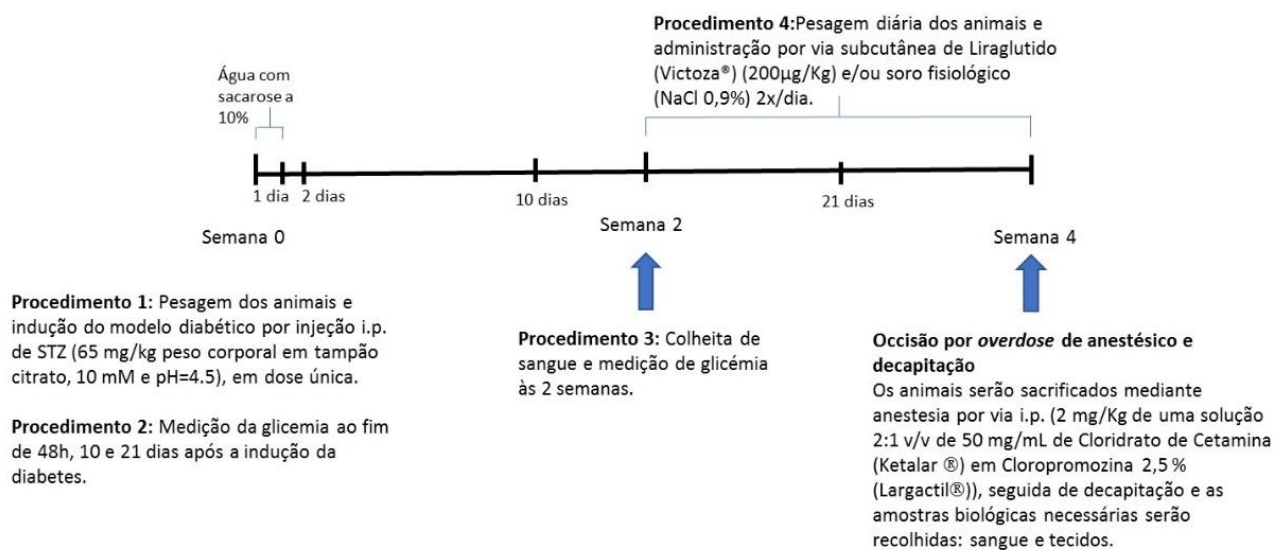 Procedimento 4:Pesagem diária dos animais e
administração por via subcutânea de Liraglutido
(Victoza®) (200µg/Kg) e/ou soro fisiológico
(NaCl 0,9%) 2x/dia.
Água com
sacarose a
10%
1 dia
2 dias
10 dias
21 dias
Semana 0
Semana 2
Semana 4
Procedimento 1: Pesagem dos animais e
indução do modelo diabético por injeção i.p.
de STZ (65 mg/kg peso corporal em tampão
citrato, 10 mM e pH=4.5), em dose única.
Procedimento 2: Medição da glicemia ao fim
de 48h, 10 e 21 dias após a indução da
diabetes.
Procedimento 3: Colheita de
sangue e medição de glicémia
às 2 semanas.
Occisão por overdose de anestésico e
decapitação
Os animais serão sacrificados mediante
anestesia por via i.p. (2 mg/Kg de uma solução
2:1 v/v de 50 mg/mL de Cloridrato de Cetamina
(Ketalar ®) em Cloropromozina 2,5 %
(Largactil®)), seguida de decapitação e as
amostras biológicas necessárias serão
recolhidas: sangue e tecidos.